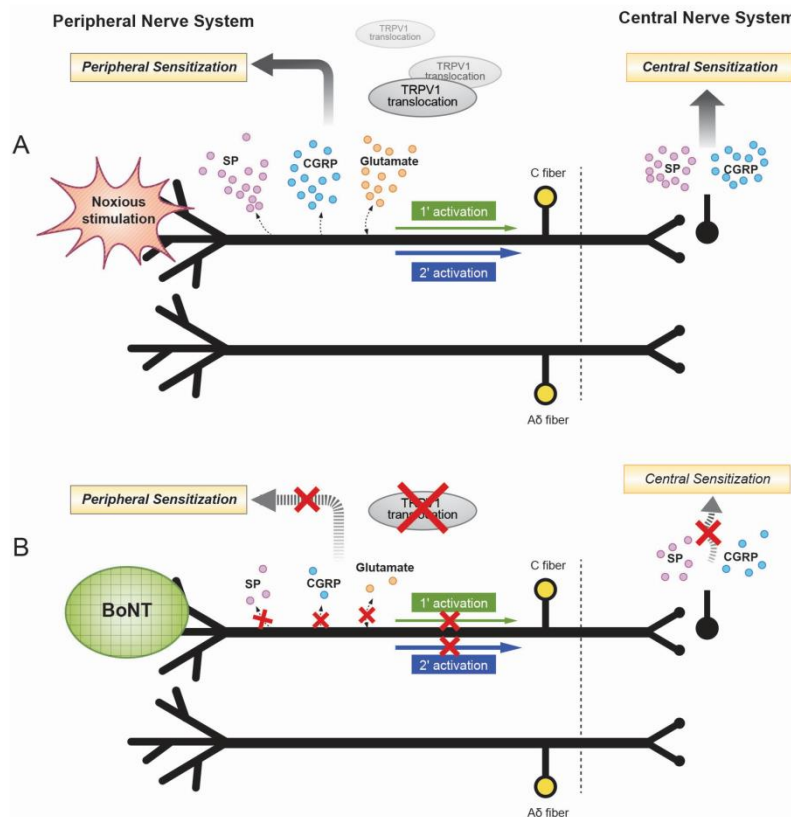 Peripheral Nerve System
Central Nerve System
TRPV1
translocation
TRPV1
translocation
TRPV1
translocation
Peripheral Sensitization
Central Sensitization
A
SP
CGRP
Glutamate
C fiber
SP
CGRP
Noxious
stimulation
1' activation
2' activation
Aδ fiber
Peripheral Sensitization
TRPV1
translocation
Central Sensitization
B
SP
CGRP
Glutamate
C fiber
SP
CGRP
BoNT
1' activation
2' activation
Aδ fiber